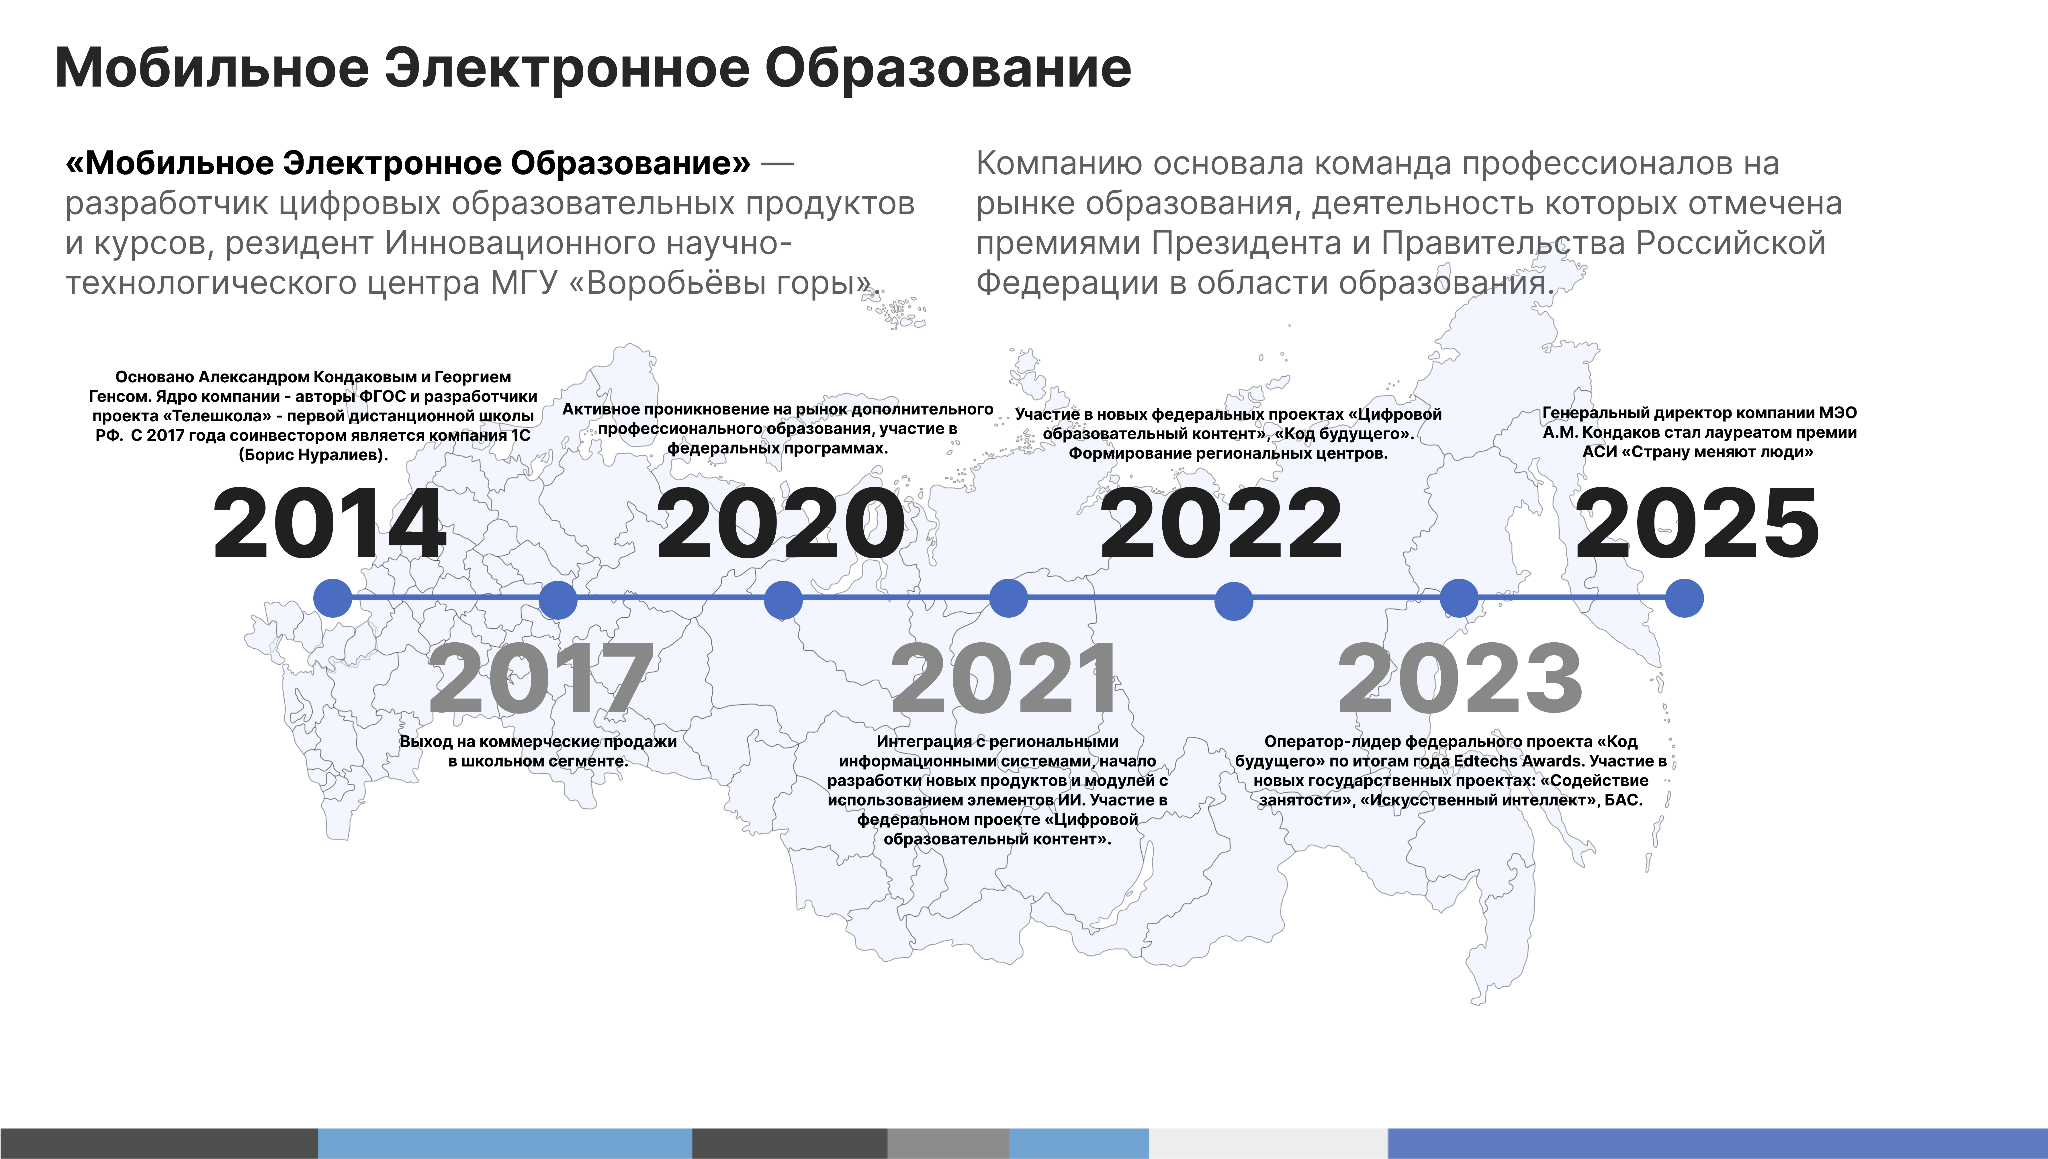 Мобильное Электронное Образование
«Мобильное Электронное Образование» —
разработчик цифровых образовательных продуктов
и курсов, резидент Инновационного научно-
технологического центра МГУ «Воробьёвы горы».
Компанию основала команда профессионалов на
рынке образования, деятельность которых отмечена
премиями Президента и Правительства Российской
Федерации в области образования.
Основано Александром Кондаковым и Георгием
Генсом. Ядро компании - авторы ФГОС и разработчики
проекта «Телешкола» - первой дистанционной школы
РФ. С 2017 года соинвестором является компания 1С
(Борис Нуралиев).
2014
Активное проникновение на рынок дополнительного
профессионального образования, участие в
федеральных программах.
2020
Участие в новых федеральных проектах «Цифровой
образовательный контент», «Код будущего».
Формирование региональных центров.
2022
Генеральный директор компании МЭО
А.М. Кондаков стал лауреатом премии
АСИ «Страну меняют люди»
2025
2017
Выход на коммерческие продажи
в школьном сегменте.
2021
Интеграция с региональными
информационными системами, начало
разработки новых продуктов и модулей с
использованием элементов ИИ. Участие в
федеральном проекте «Цифровой
образовательный контент».
2023
Оператор-лидер федерального проекта «Код
будущего» по итогам года Edtechs Awards. Участие в
новых государственных проектах: «Содействие
занятости», «Искусственный интеллект», БАС.